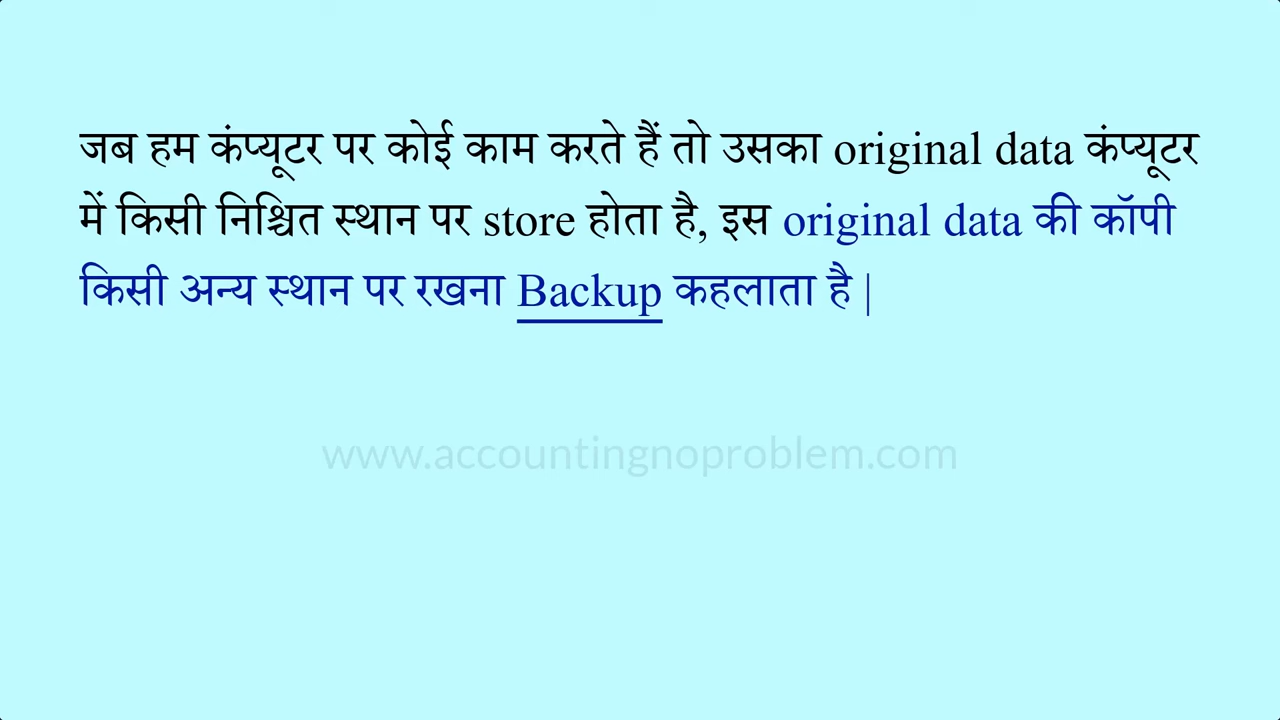 जब हम कंप्यूटर पर कोई काम करते हैं तो उसका original data कंप्यूटर
में किसी निश्चित स्थान पर store होता है, इस original data की कॉपी
किसी अन्य स्थान पर रखना Backup कहलाता है |
www.accountingnoproblem.com